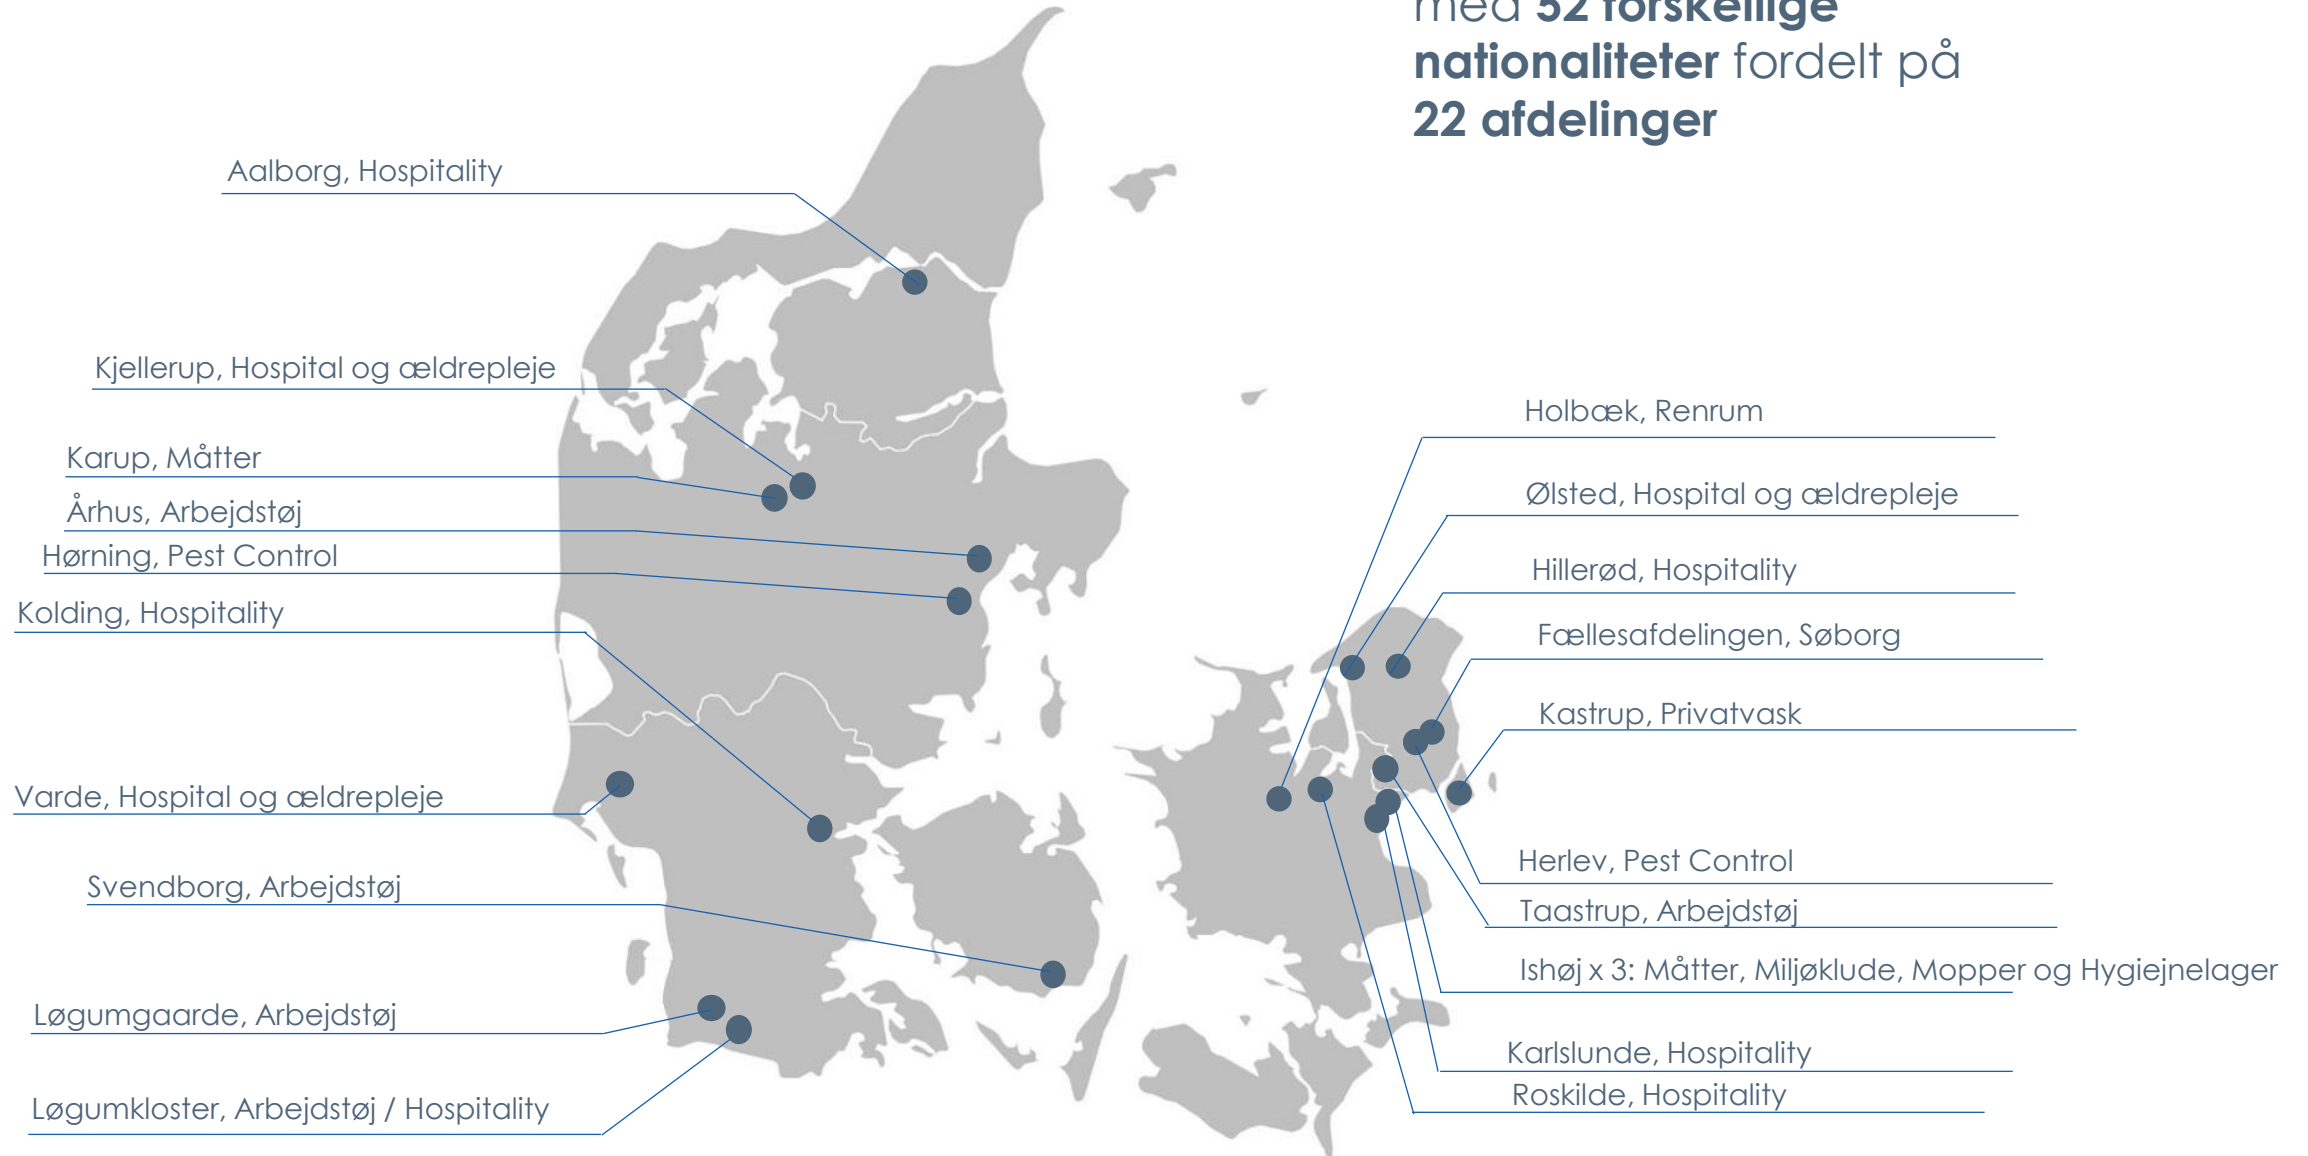 med 52 forskellige
nationaliteter fordelt på
22 afdelinger
Aalborg, Hospitality
Kjellerup, Hospital og ældrepleje
Karup, Måtter
Århus, Arbejdstøj
Hørning, Pest Control
Kolding, Hospitality
Varde, Hospital og ældrepleje
Svendborg, Arbejdstøj
Løgumgaarde, Arbejdstøj
Løgumkloster, Arbejdstøj / Hospitality
Holbæk, Renrum
Ølsted, Hospital og ældrepleje
Hillerød, Hospitality
Fællesafdelingen, Søborg
Kastrup, Privatvask
Herlev, Pest Control
Taastrup, Arbejdstøj
Ishøj x 3: Måtter, Miljøklude, Mopper og Hygiejnelager
Karlslunde, Hospitality
Roskilde, Hospitality